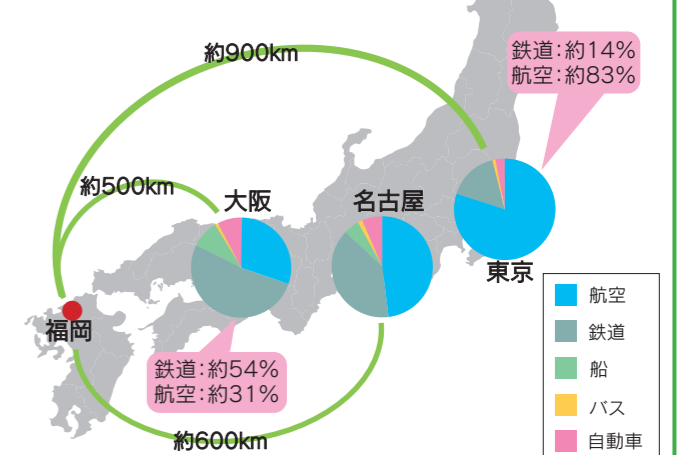 約900km
鉄道:約14%
航空:約83%
約500km
大阪
名古屋
東京
福岡
鉄道:約54%
航空:約31%
約600km
航空
鉄道
船
バス
自動車